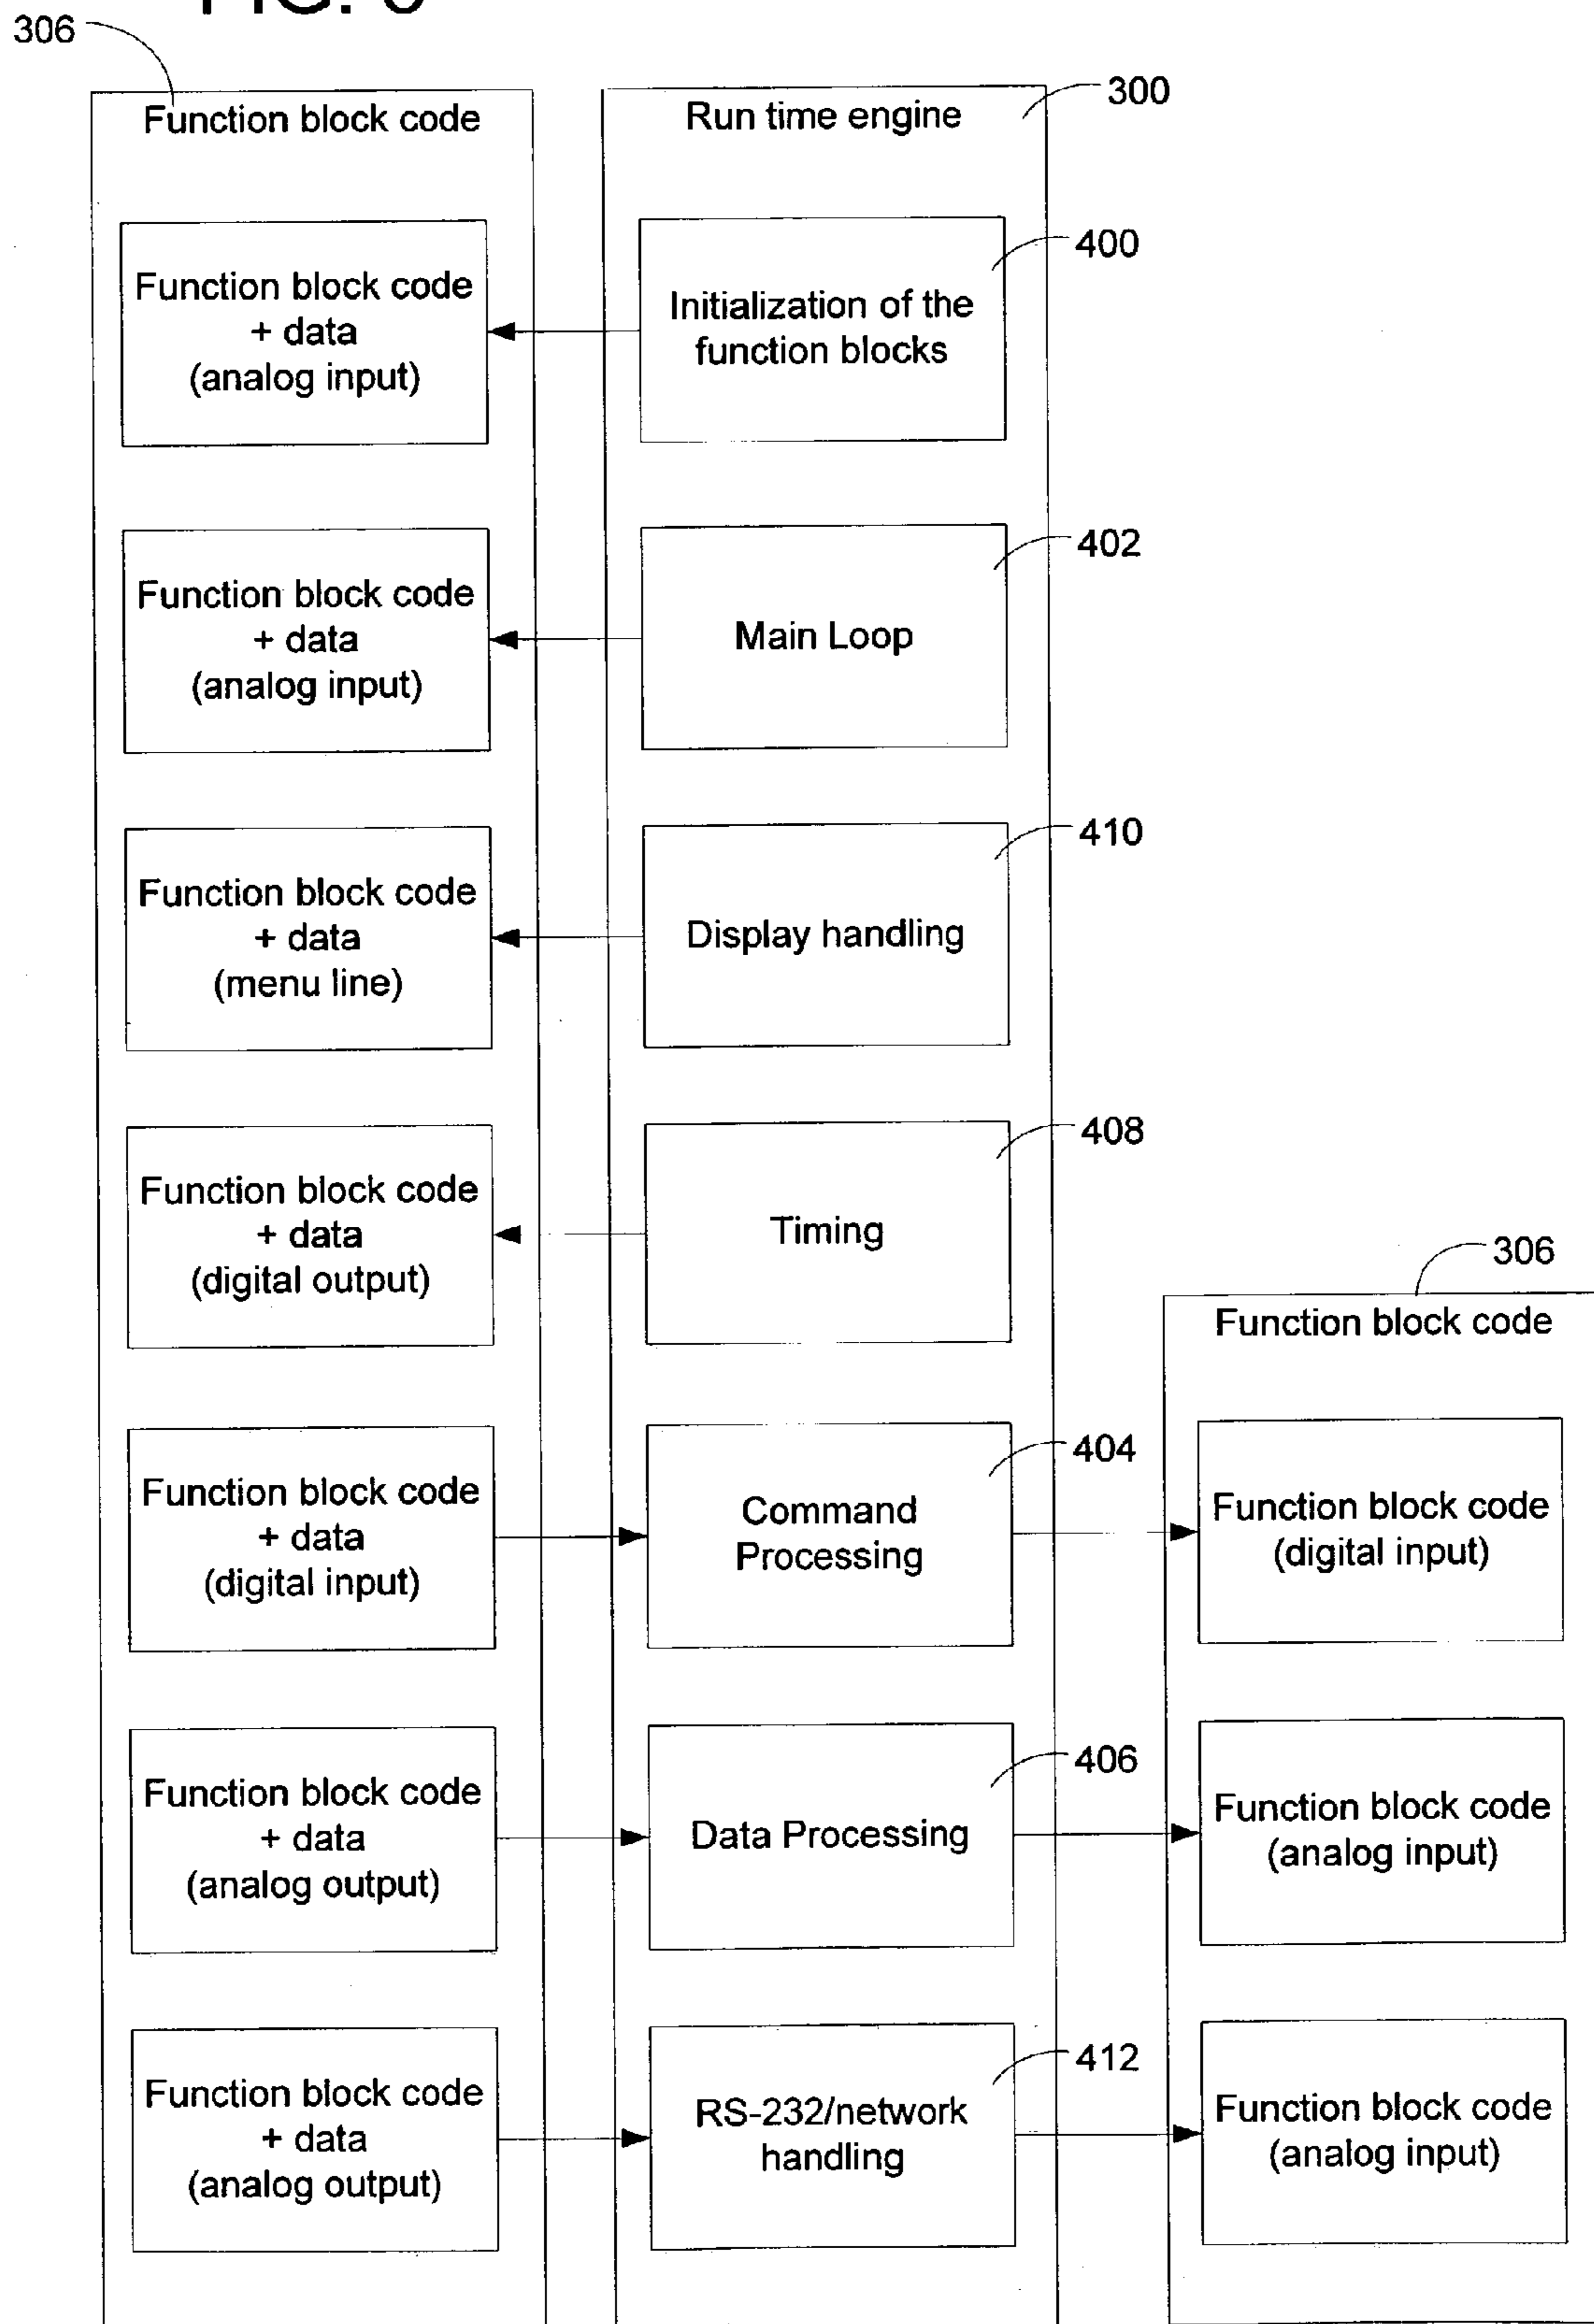 306
Function block code
Run time engine
300
Function block code
+ data
(analog input)
Initialization of the
function blocks
400
Function block code
+ data
(analog input)
Main Loop
402
Function block code
+ data
(menu line)
Display handling
410
Function block code
+ data
(digital output)
Timing
408
306
Function block code
Function block code
+ data
(digital input)
Command
Processing
404
Function block code
(digital input)
Function block code
+ data
(analog output)
Data Processing
406
Function block code
(analog input)
Function block code
+ data
(analog output)
RS-232/network
handling
412
Function block code
(analog input)